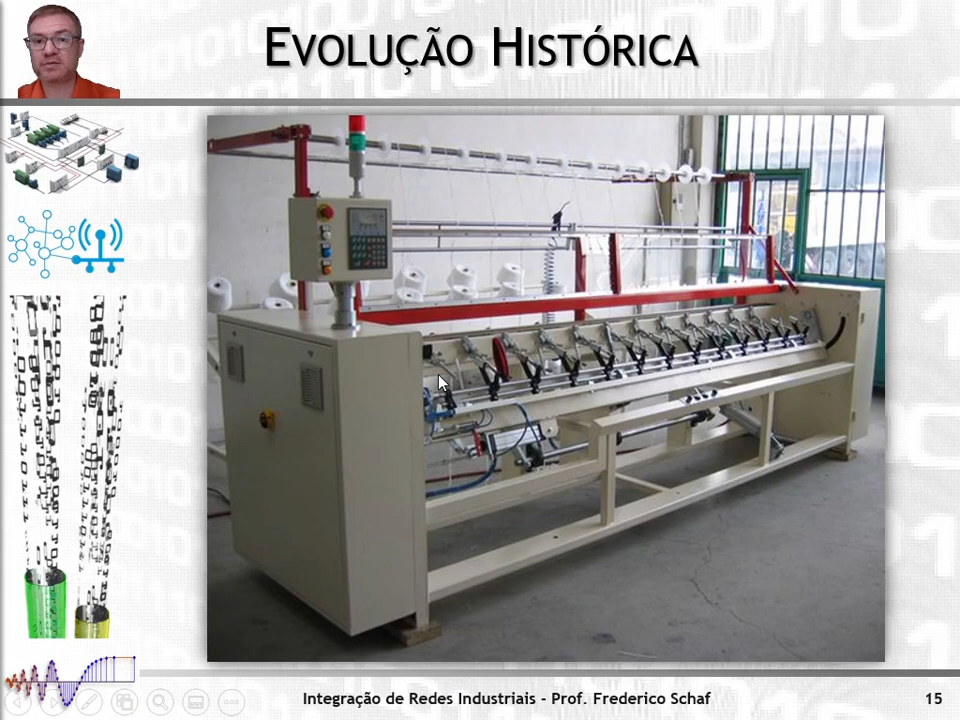 EVOLUÇÃO HISTÓRICA
Integração de Redes Industriais - Prof. Frederico Schaf
15